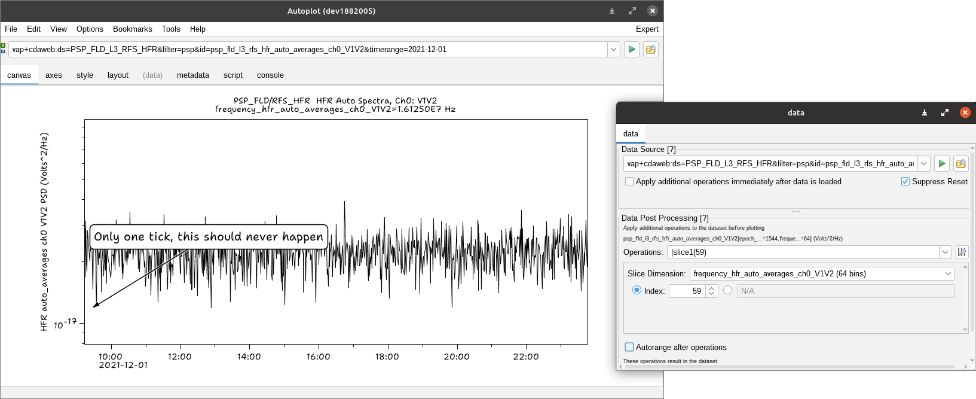 Autoplot (dev1882005)
File Edit View Options Bookmarks Tools Help Expert
vap+cdaweb:ds=PSP_FLD_L3_RFS_HFR&filter=psp&id=psp_fld_l3_rfs_hfr_auto_averages_ch0_V1V2&timerange=2021-12-01
canvas axes style layout (data) metadata script console
PSP_FLD/RFS_HFR HFR Auto Spectra, Ch0: V1V2
frequency_hfr_auto_averages_ch0_V1V2=1.61250E7 Hz
HFR auto_averages ch0 V1V2 PSD (Volts^2/Hz)
Only one tick, this should never happen
10-17
10:00 12:00 14:00 16:00 18:00 20:00 22:00
2021-12-01
data
data
Data Source [?]
vap+cdaweb:ds=PSP_FLD_L3_RFS_HFR&filter=psp&id=psp_fld_l3_rfs_hfr_auto_av
Apply additional operations immediately after data is loaded Suppress Reset
Data Post Processing [?]
Apply additional operations to the dataset before plotting
psp_fld_l3_rfs_hfr_auto_averages_ch0_V1V2[epoch_...=1544,freque...=64] (Volts^2/Hz)
Operations: |slice1(59)
Slice Dimension: frequency_hfr_auto_averages_ch0_V1V2 (64 bins)
Index: 59 N/A
Autorange after operations
These operations result in the dataset